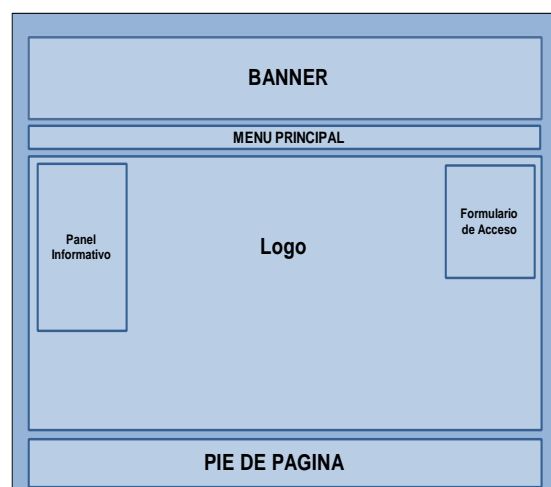 BANNER
MENU PRINCIPAL
Panel
Informativo
Logo
Formulario
de Acceso
PIE DE PAGINA